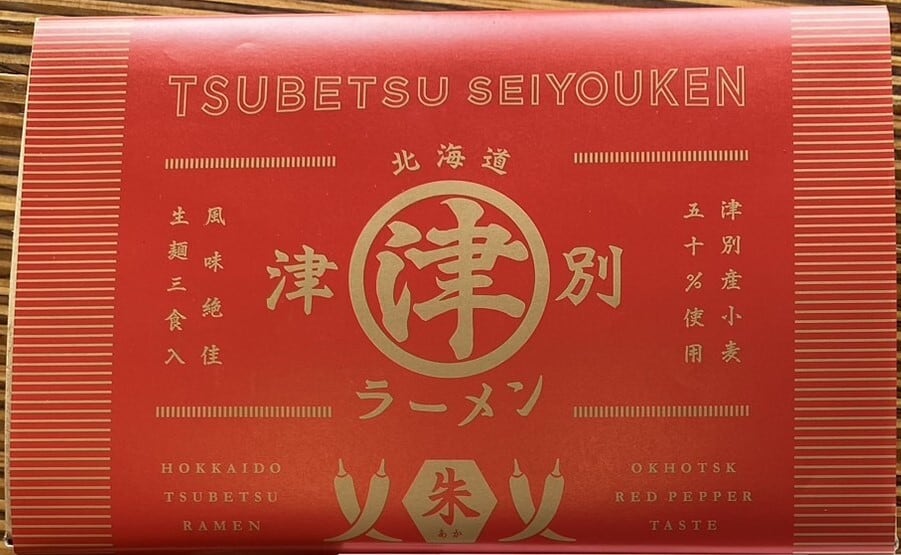 TSUBETSU SEIYOUKEN
北海道
津別産小麦
五十%使用
津
津
別
風味絶佳
生麺三食入
ラーメン
HOKKAIDO
TSUBETSU
RAMEN
朱
あか
OKHOTSK
RED PEPPER
TASTE